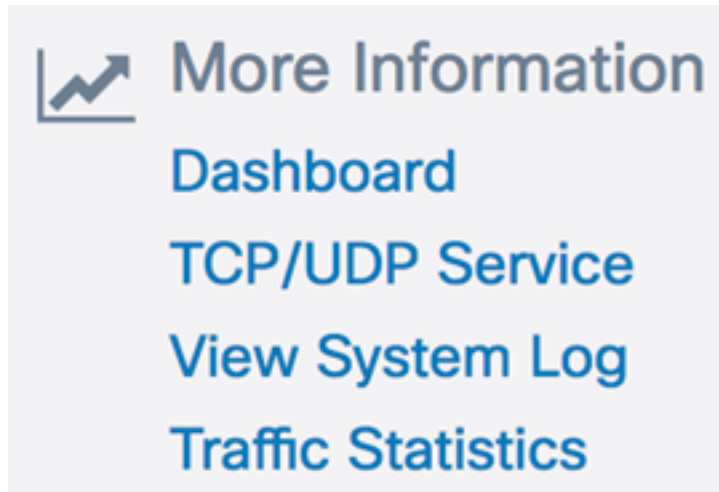 More Information
Dashboard
TCP/UDP Service
View System Log
Traffic Statistics